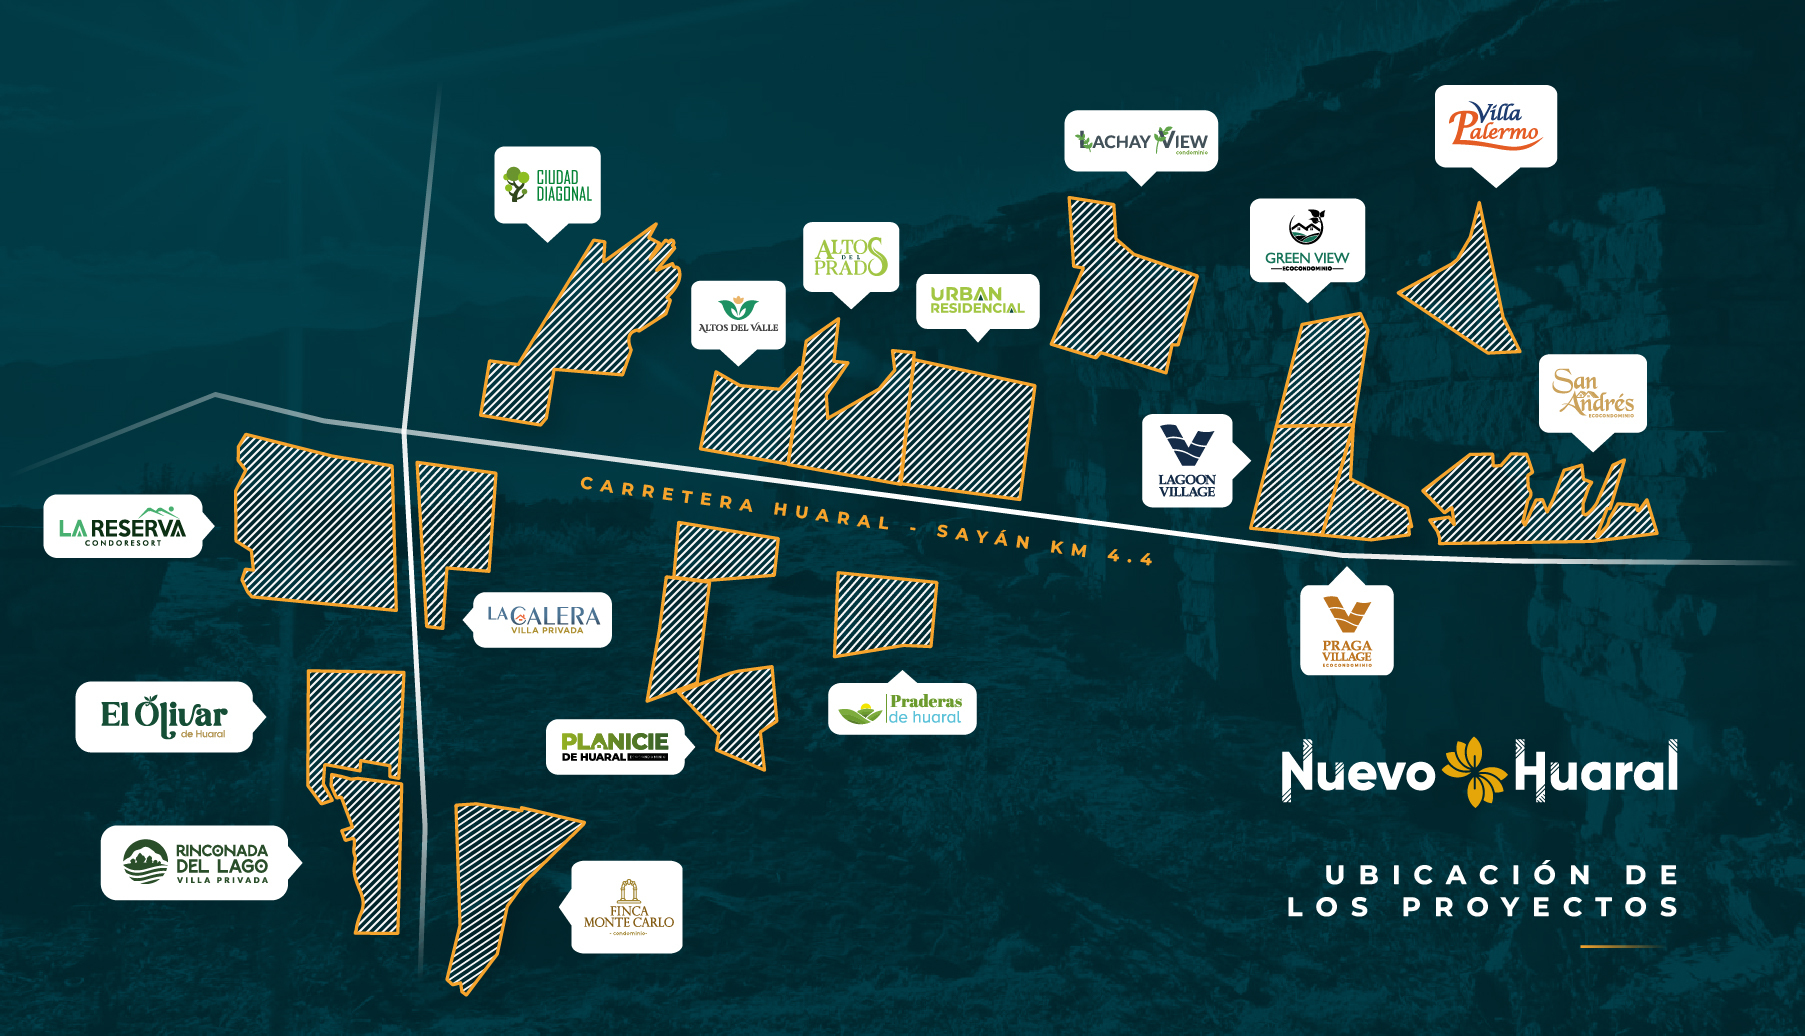 CIUDAD
DIAGONAL
ALTOS DEL VALLE
ALTOS
DEL
PRADO
URBAN
RESIDENCIAL
LACHAY VIEW
condominio
GREEN VIEW
ECOCONDOMINIO
Villa
Palermo
San
Andrés
ECOCONDOMINIO
LAGOON
VILLAGE
CARRETERA HUARAL - SAYÁN KM 4.4
LA RESERVA
CONDORESORT
LA CALERA
VILLA PRIVADA
PRAGA
VILLAGE
ECOCONDOMINIO
El Olivar
de Huaral
PLANICIE
DE HUARAL
Praderas
de huaral
Nuevo Huaral
RINCONADA
DEL LAGO
VILLA PRIVADA
FINCA
MONTE CARLO
- condominio -
UBICACIÓN DE
LOS PROYECTOS